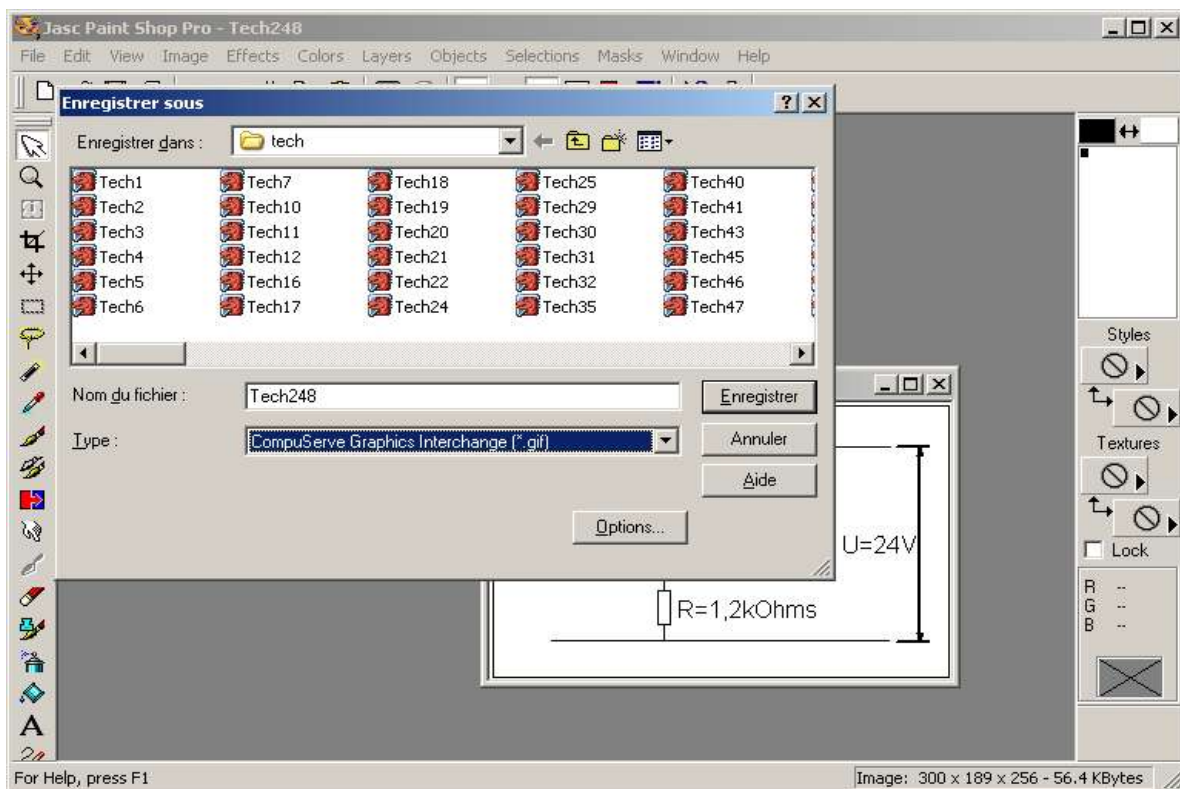 Jasc Paint Shop Pro - Tech248
File Edit View Image Effects Colors Layers Objects Selections Masks Window Help
Enregistrer sous
Enregistrer dans :
tech
Tech1 Tech7 Tech18 Tech25 Tech40
Tech2 Tech10 Tech19 Tech29 Tech41
Tech3 Tech11 Tech20 Tech30 Tech43
Tech4 Tech12 Tech21 Tech31 Tech45
Tech5 Tech16 Tech22 Tech32 Tech46
Tech6 Tech17 Tech24 Tech35 Tech47
Nom du fichier :
Tech248
Enregistrer
Type :
CompuServe Graphics Interchange (*.gif)
Annuler
Aide
Options...
U=24V
R=1,2kOhms
Styles
Textures
Lock
R --
G --
B --
For Help, press F1
Image: 300 x 189 x 256 - 56.4 KBytes